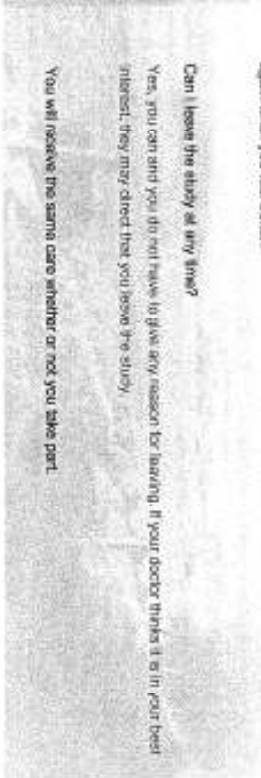 Can I leave the study at any time?
Yes, you can and you do not have to give any reason for leaving. If your doctor thinks it is in your best
interest, they may direct that you leave the study.
You will receive the same care whether or not you take part.